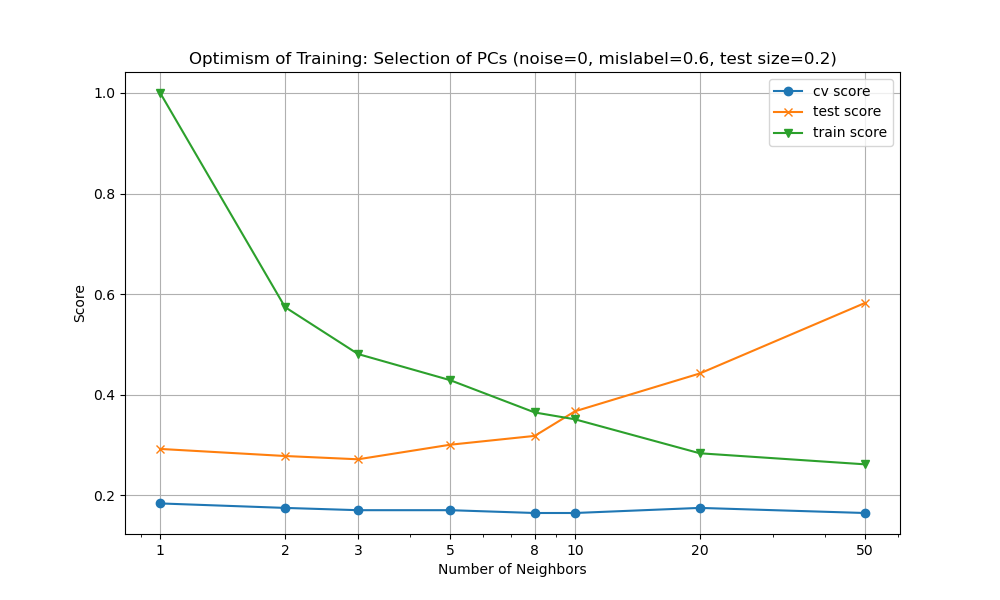 Optimism of Training: Selection of PCs (noise=0, mislabel=0.6, test size=0.2)
cv score
test score
train score
1.0
0.8
0.6
0.4
0.2
Score
1 2 3 5 8 10 20 50
Number of Neighbors